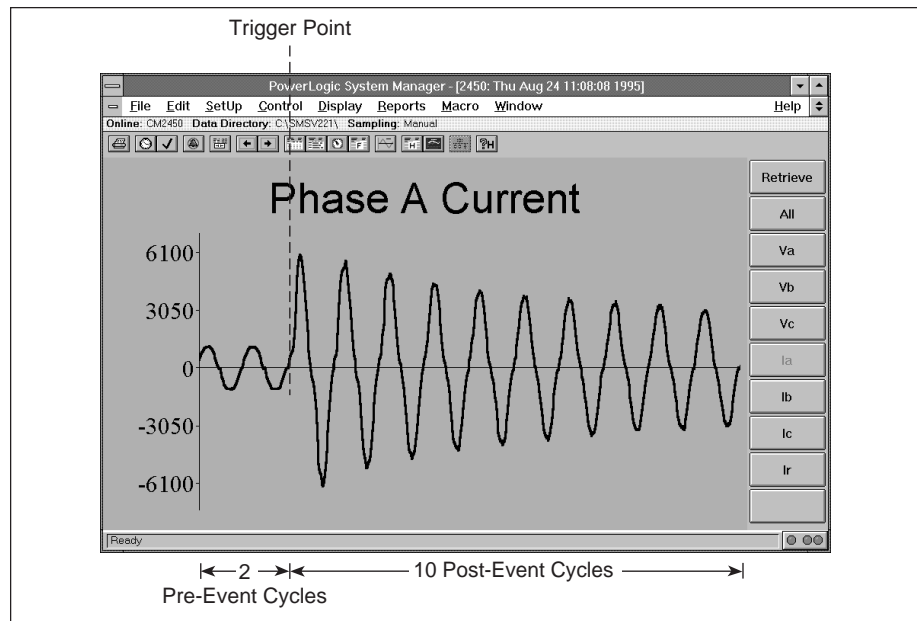 Trigger Point
PowerLogic System Manager - [2450: Thu Aug 24 11:08:08 1995]
File Edit SetUp Control Display Reports Macro Window Help
Online: CM2450 Data Directory: C:\SMSV221\ Sampling: Manual
F H ?H
Phase A Current
6100
3050
0
-3050
-6100
Retrieve
All
Va
Vb
Vc
Ia
Ib
Ic
Ir
Ready
2
Pre-Event Cycles
10 Post-Event Cycles